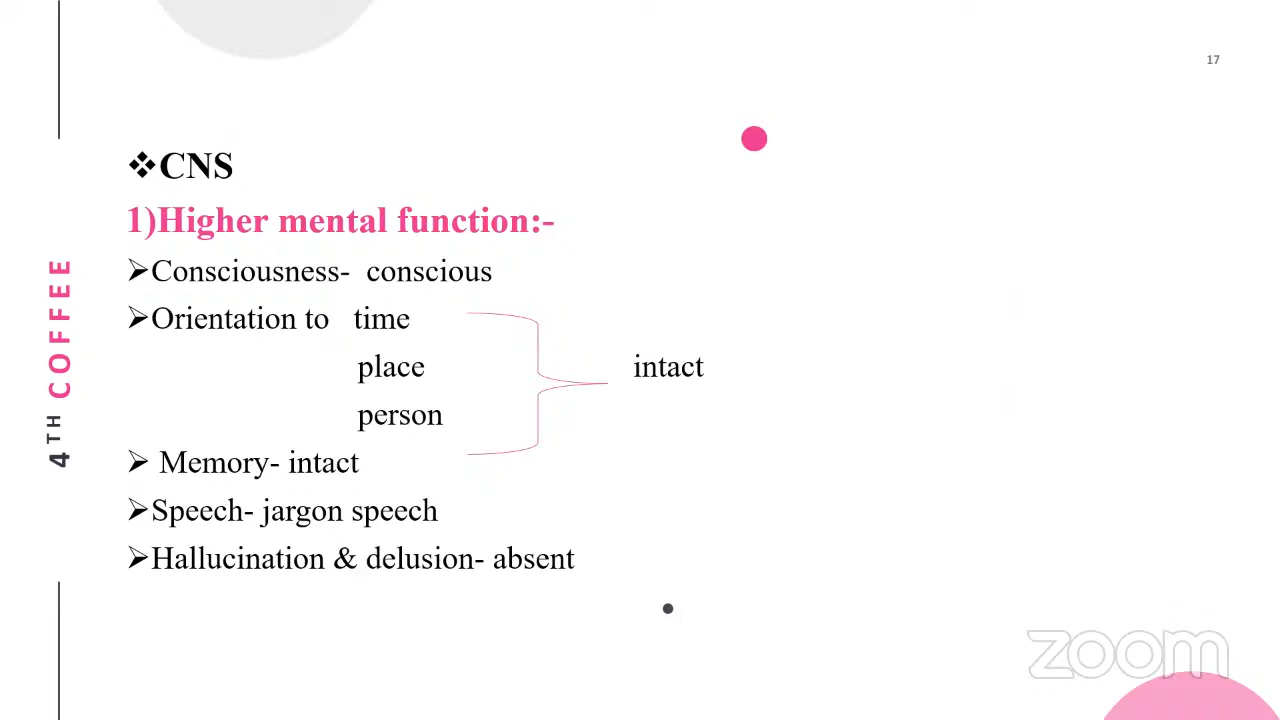 17
❖CNS
1)Higher mental function:-
➢Consciousness- conscious
➢Orientation to time
place
intact
person
➢ Memory- intact
➢Speech- jargon speech
➢Hallucination & delusion- absent
4TH COFFEE
zoom